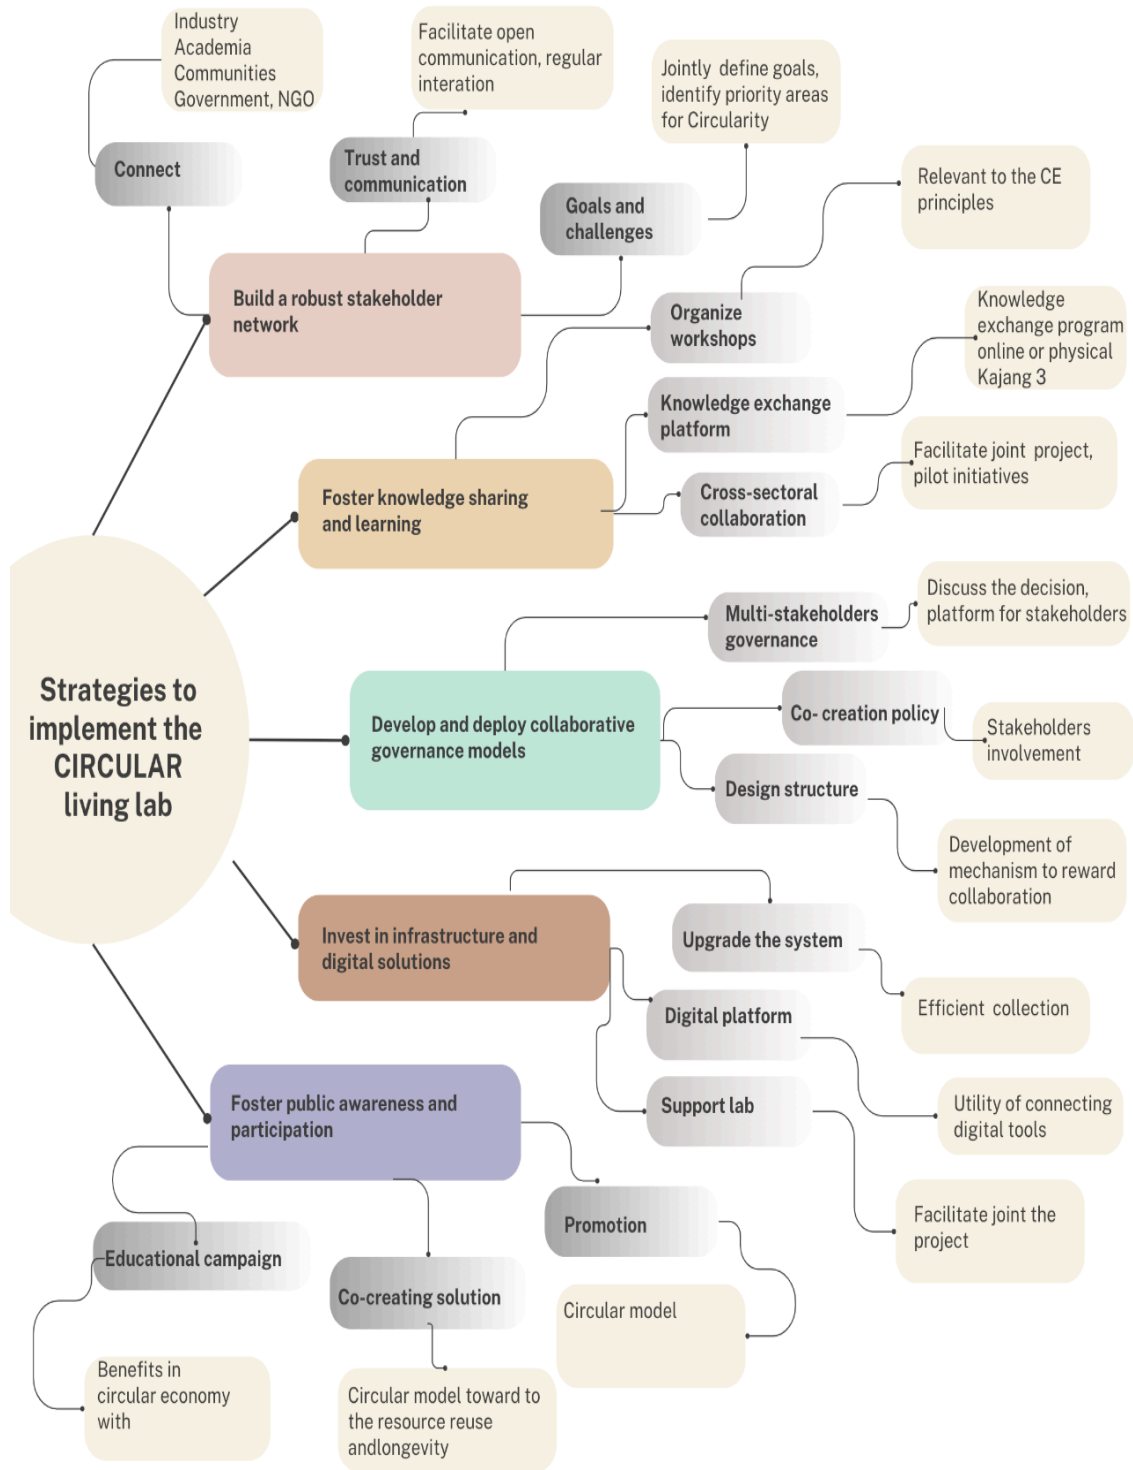 Industry
Academia
Communities
Government, NGO
Facilitate open
communication, regular
interation
Jointly define goals,
identify priority areas
for Circularity
Connect
Trust and
communication
Goals and
challenges
Relevant to the CE
principles
Build a robust stakeholder
network
Organize
workshops
Knowledge
exchange program
online or physical
Kajang 3
Knowledge exchange
platform
Foster knowledge sharing
and learning
Cross-sectoral
collaboration
Facilitate joint project,
pilot initiatives
Multi-stakeholders
governance
Discuss the decision,
platform for stakeholders
Strategies to
implement the
CIRCULAR
living lab
Develop and deploy collaborative
governance models
Co- creation policy
Stakeholders
involvement
Design structure
Development of
mechanism to reward
collaboration
Invest in infrastructure and
digital solutions
Upgrade the system
Efficient collection
Digital platform
Utility of connecting
digital tools
Support lab
Facilitate joint the
project
Foster public awareness and
participation
Promotion
Circular model
Educational campaign
Co-creating solution
Benefits in
circular economy
with
Circular model toward to
the resource reuse
andlongevity